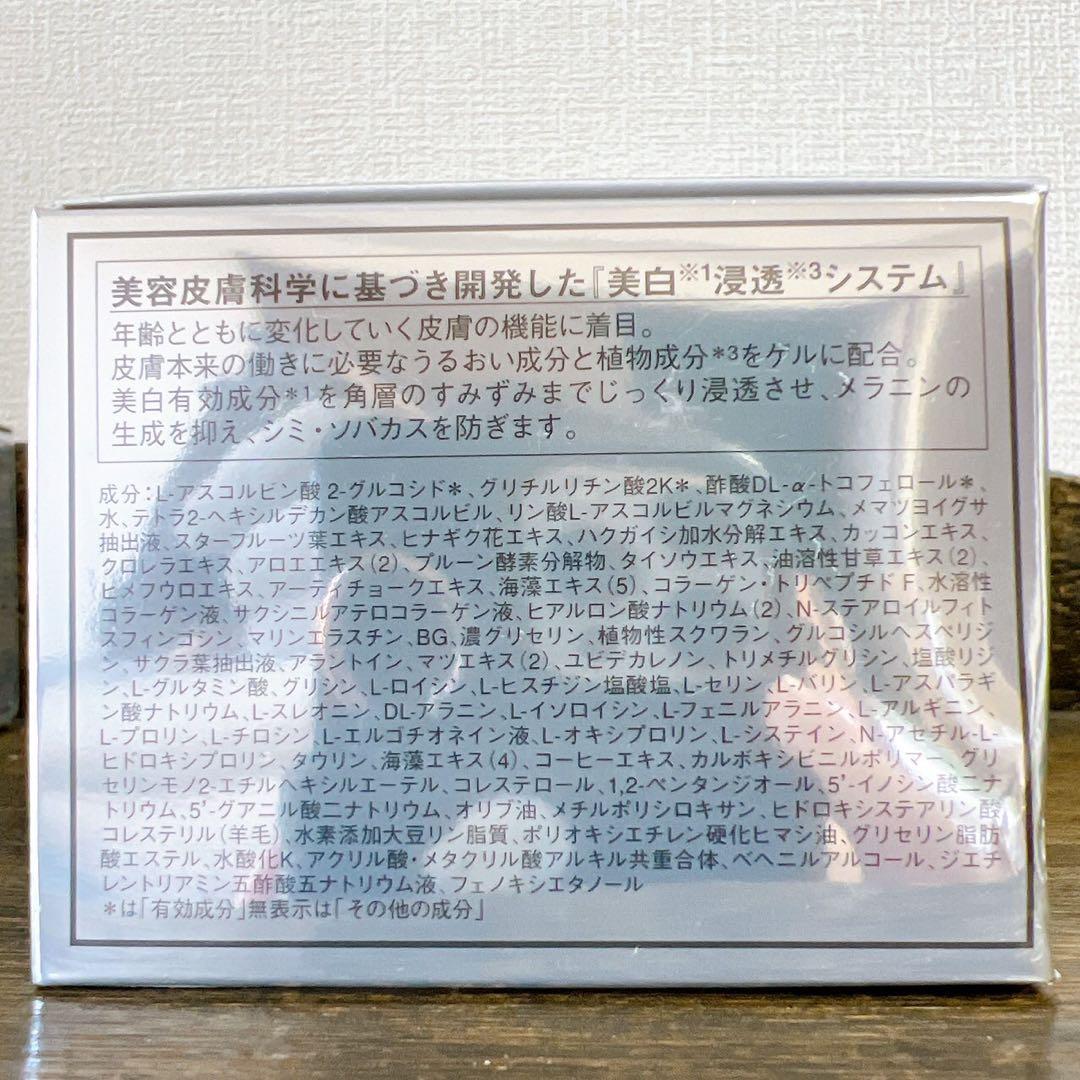 美容皮膚科学に基づき開発した『美白※1浸透※3システム』
年齢とともに変化していく皮膚の機能に着目。
皮膚本来の働きに必要なうるおい成分と植物成分*3をゲルに配合。
美白有効成分*1を角層のすみずみまでじっくり浸透させ、メラニンの
生成を抑え、シミ・ソバカスを防ぎます。
成分：L-アスコルビン酸 2-グルコシド*、グリチルリチン酸2K*、酢酸DL-α-トコフェロール*、
水、テトラ2-ヘキシルデカン酸アスコルビル、リン酸L-アスコルビルマグネシウム、メマツヨイグサ
抽出液、スターフルーツ葉エキス、ヒナギク花エキス、ハクガイシ加水分解エキス、カッコンエキス、
クロレラエキス、アロエエキス(2)、プルーン酵素分解物、タイソウエキス、油溶性甘草エキス(2)、
ヒメフウロエキス、アーティチョークエキス、海藻エキス(5)、コラーゲン・トリペプチド F、水溶性
コラーゲン液、サクシニルアテロコラーゲン液、ヒアルロン酸ナトリウム(2)、N-ステアロイルフィト
スフィンゴシン、マリンエラスチン、BG、濃グリセリン、植物性スクワラン、グルコシルヘスペリジ
ン、サクラ葉抽出液、アラントイン、マツエキス(2)、ユビデカレノン、トリメチルグリシン、塩酸リジ
ン、L-グルタミン酸、グリシン、L-ロイシン、L-ヒスチジン塩酸塩、L-セリン、L-バリン、L-アスパラギ
ン酸ナトリウム、L-スレオニン、DL-アラニン、L-イソロイシン、L-フェニルアラニン、L-アルギニン、
L-プロリン、L-チロシン、L-エルゴチオネイン液、L-オキシプロリン、L-システイン、N-アセチル-L-
ヒドロキシプロリン、タウリン、海藻エキス(4)、コーヒーエキス、カルボキシビニルポリマー、グリ
セリンモノ2-エチルヘキシルエーテル、コレステロール、1,2-ペンタンジオール、5'-イノシン酸二ナ
トリウム、5'-グアニル酸二ナトリウム、オリブ油、メチルポリシロキサン、ヒドロキシステアリン酸
コレステリル(羊毛)、水素添加大豆リン脂質、ポリオキシエチレン硬化ヒマシ油、グリセリン脂肪
酸エステル、水酸化K、アクリル酸・メタクリル酸アルキル共重合体、ベヘニルアルコール、ジエチ
レントリアミン五酢酸五ナトリウム液、フェノキシエタノール
*は「有効成分」無表示は「その他の成分」